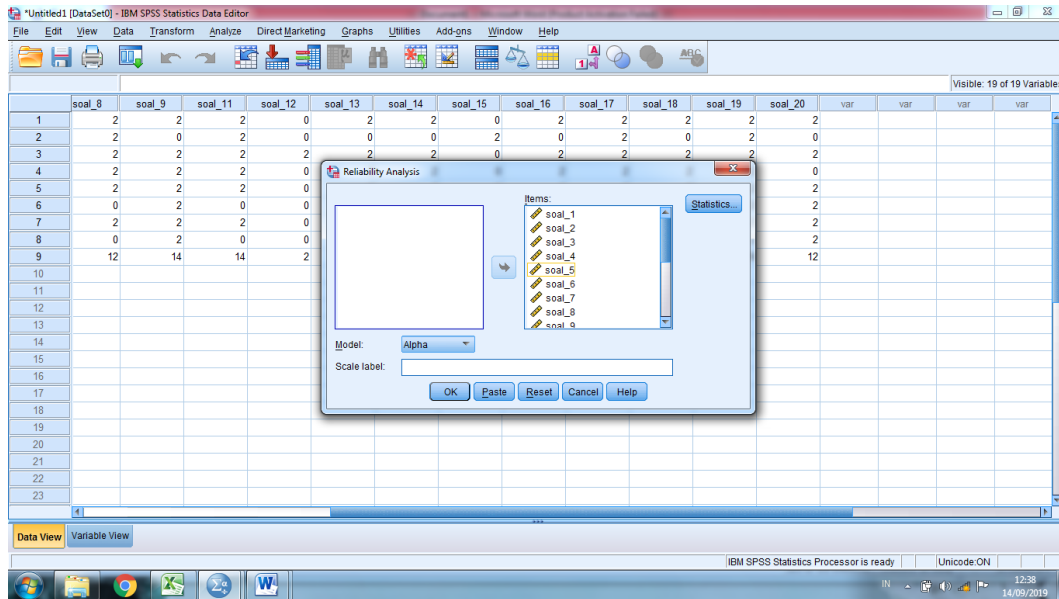 *Untitled1 [DataSet0] - IBM SPSS Statistics Data Editor
File Edit View Data Transform Analyze Direct Marketing Graphs Utilities Add-ons Window Help
Visible: 19 of 19 Variable
soal_8 soal_9 soal_11 soal_12 soal_13 soal_14 soal_15 soal_16 soal_17 soal_18 soal_19 soal_20 var var var var
1 2 2 2 0 2 2 0 2 2 2 2 2
2 2 0 2 0 0 0 2 0 2 0 2 0
3 2 2 2 2 2 2 0 2 2 2 2 2
4 2 2 2 0 0
5 2 2 2 0 2
6 0 2 0 0 2
7 2 2 2 0 2
8 0 2 2 0 2
9 12 14 14 2 12
10
11
12
13
14
15
16
17
18
19
20
21
22
23
Reliability Analysis
Items:
Statistics...
soal_1
soal_2
soal_3
soal_4
soal_5
soal_6
soal_7
soal_8
soal_9
Model: Alpha
Scale label:
OK Paste Reset Cancel Help
Data View Variable View
IBM SPSS Statistics Processor is ready Unicode:ON
IN 12:38
14/09/2019